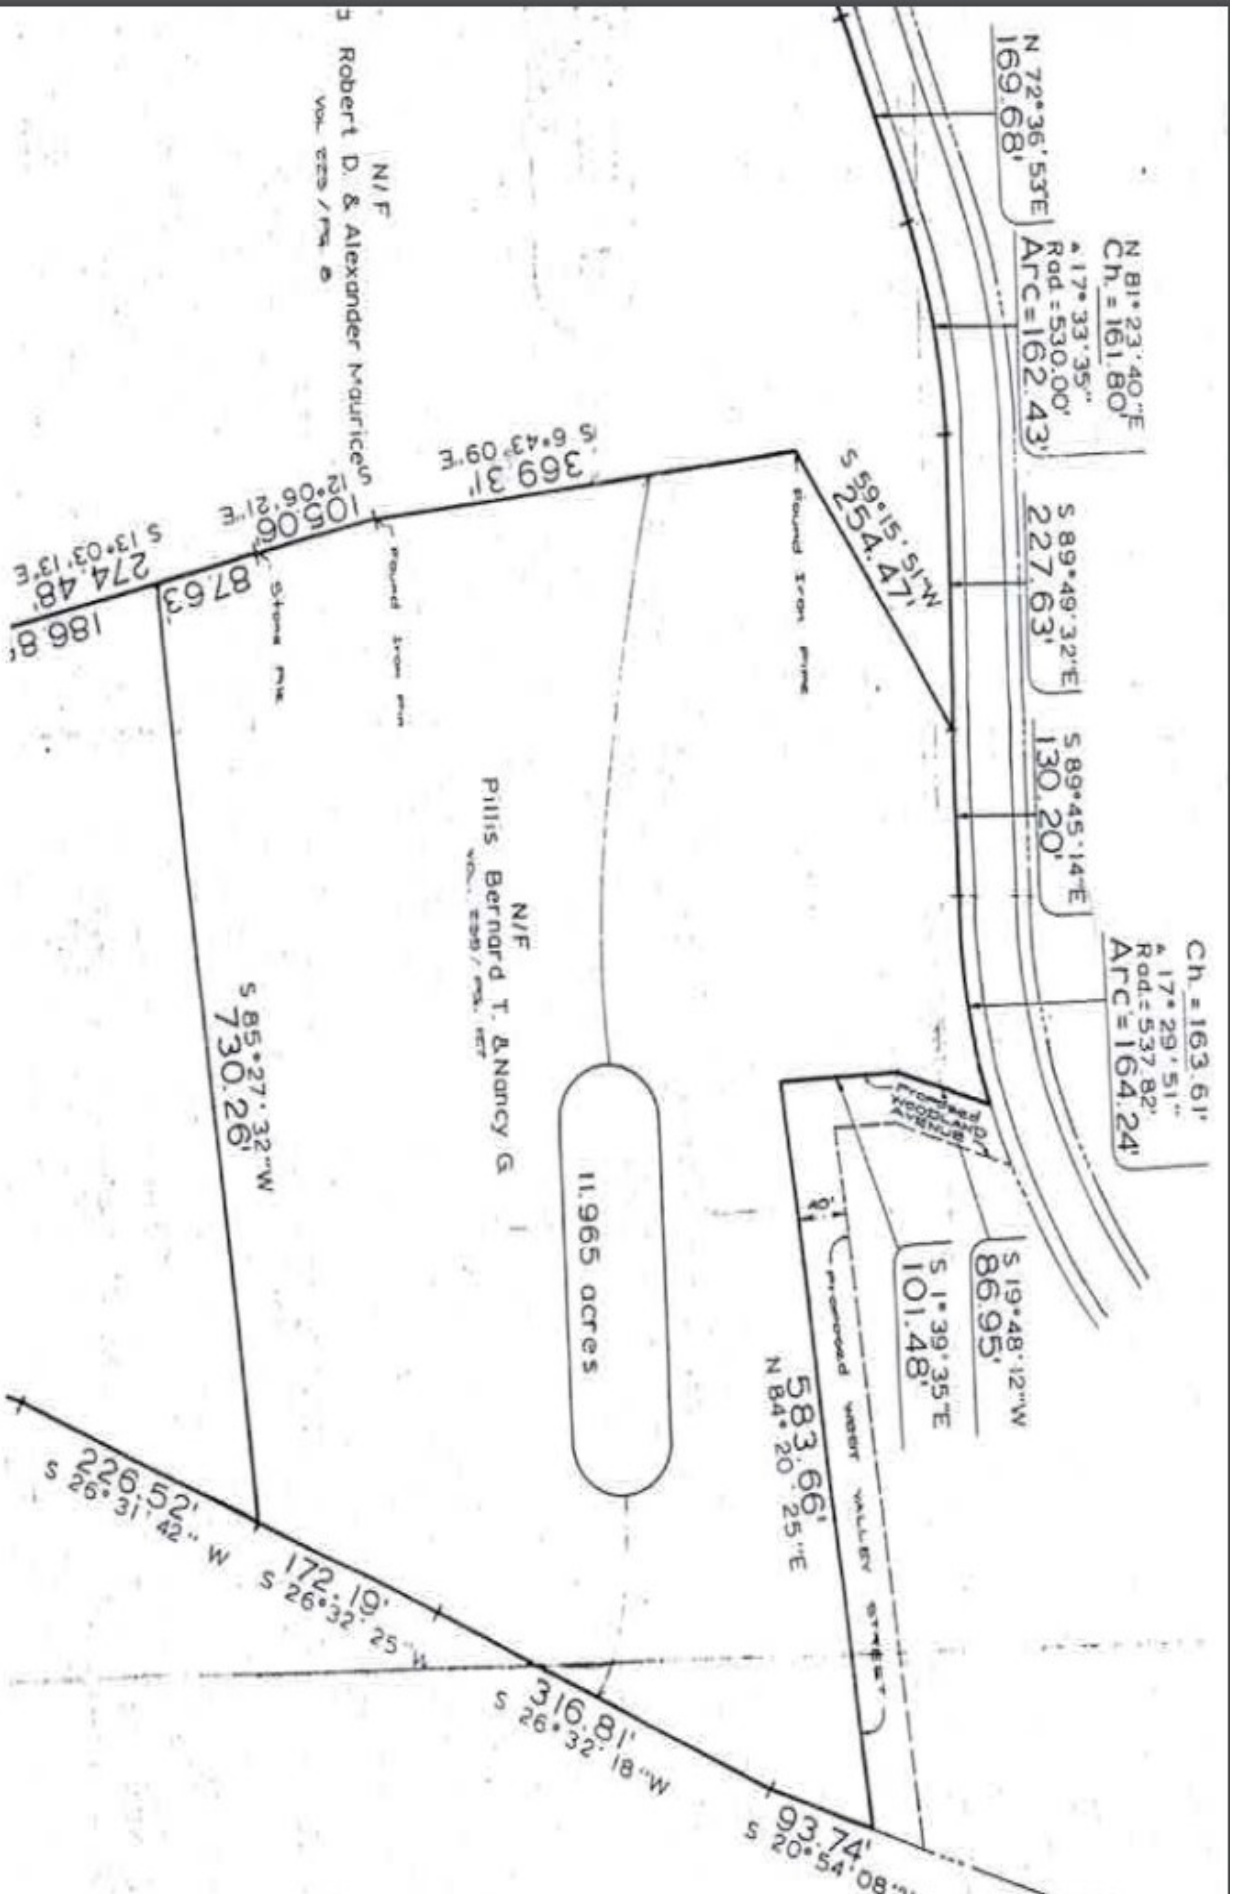 N 72°36'53"E
169.68'
N 81°23'40"E
Ch. = 161.80'
Δ 17°33'35"
Rad. = 530.00'
Arc = 162.43'
S 89°49'32"E
227.63'
S 89°45'14"E
130.20'
Ch. = 163.61'
Δ 17°29'51"
Rad. = 537.82'
Arc = 164.24'
S 59°15'51"W
254.47'
Found Iron Pipe
Proposed
WOODLAND
AVENUE
S 19°48'12"W
86.95'
S 1°39'35"E
101.48'
Proposed WEST VALLEY STREET
583.66'
N 84°20'25"E
N/F
Robert D. & Alexander Maurice
VOL. 229 / PG. 8
369.31'
S 6°43'09"E
Found Iron Pin
105.06'
S 12°06'21"E
Stone Pile
87.63'
274.48'
S 13°03'13"E
186.8
N/F
Pillis Bernard T. & Nancy G
11.965 acres
S 85°27'32"W
730.26'
93.74'
S 20°54'08"
316.81'
S 26°32'18"W
172.19'
S 26°32'25"W
226.52'
S 26°31'42"W